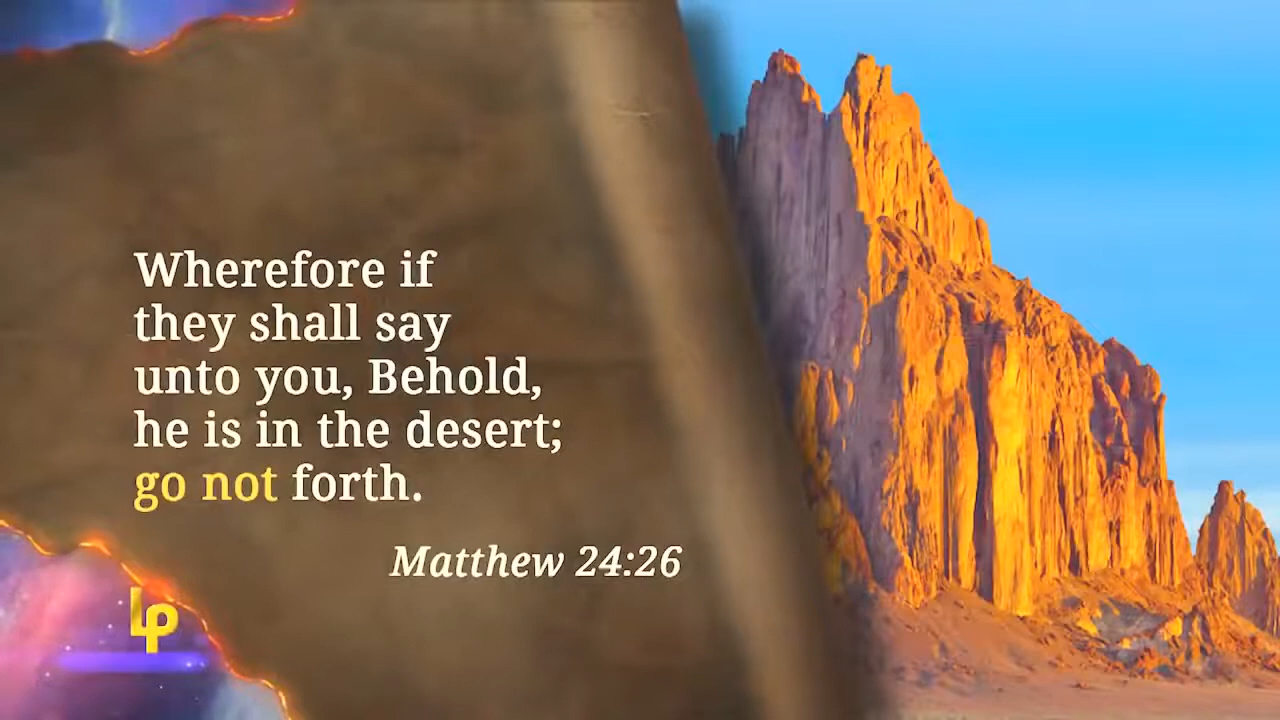 Wherefore if
they shall say
unto you, Behold,
he is in the desert;
go not forth.
Matthew 24:26
LP